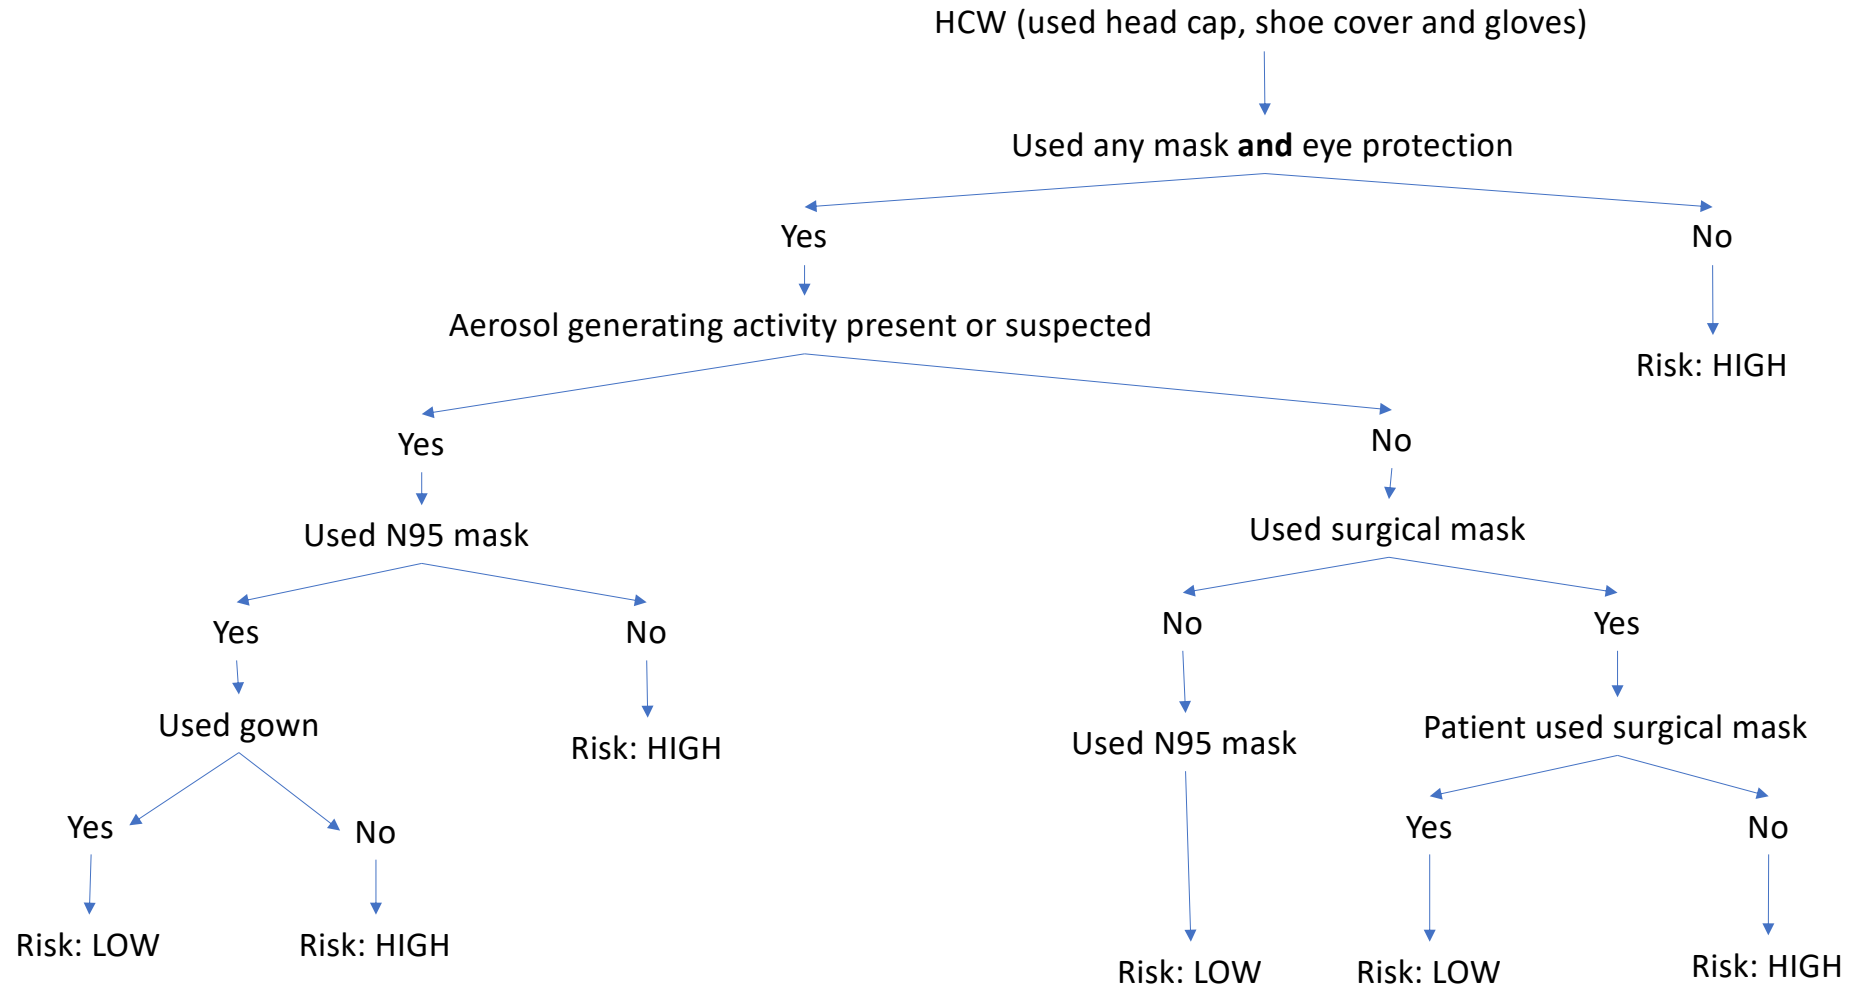 HCW (used head cap, shoe cover and gloves)
Used any mask and eye protection
Yes
No
Aerosol generating activity present or suspected
Risk: HIGH
Yes
No
Used N95 mask
Used surgical mask
Yes
No
No
Yes
Used gown
Risk: HIGH
Used N95 mask
Patient used surgical mask
Yes
No
Yes
No
Risk: LOW
Risk: HIGH
Risk: LOW
Risk: LOW
Risk: HIGH